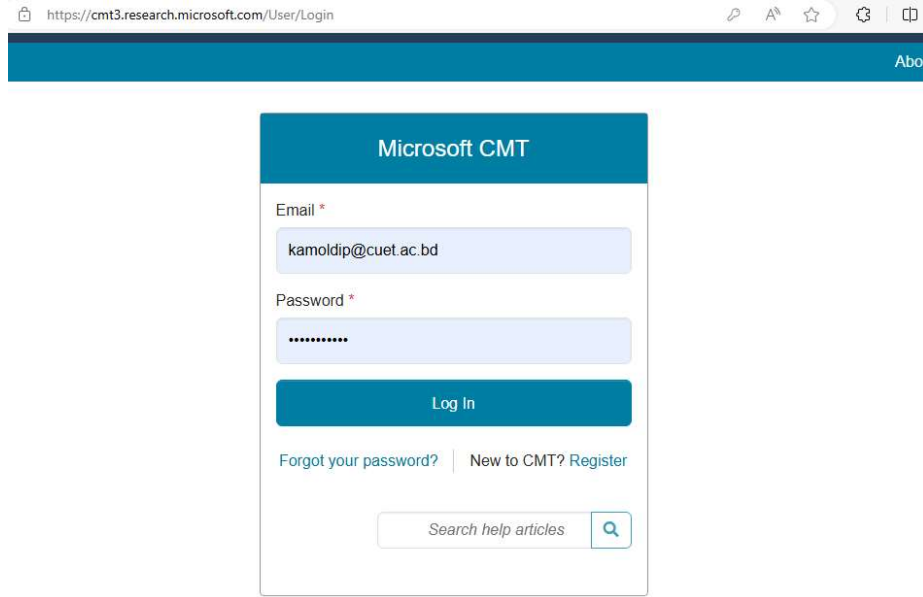 https://cmt3.research.microsoft.com/User/Login
Abo
Microsoft CMT
Email *
kamoldip@cuet.ac.bd
Password *
•••••••••••
Log In
Forgot your password? New to CMT? Register
Search help articles